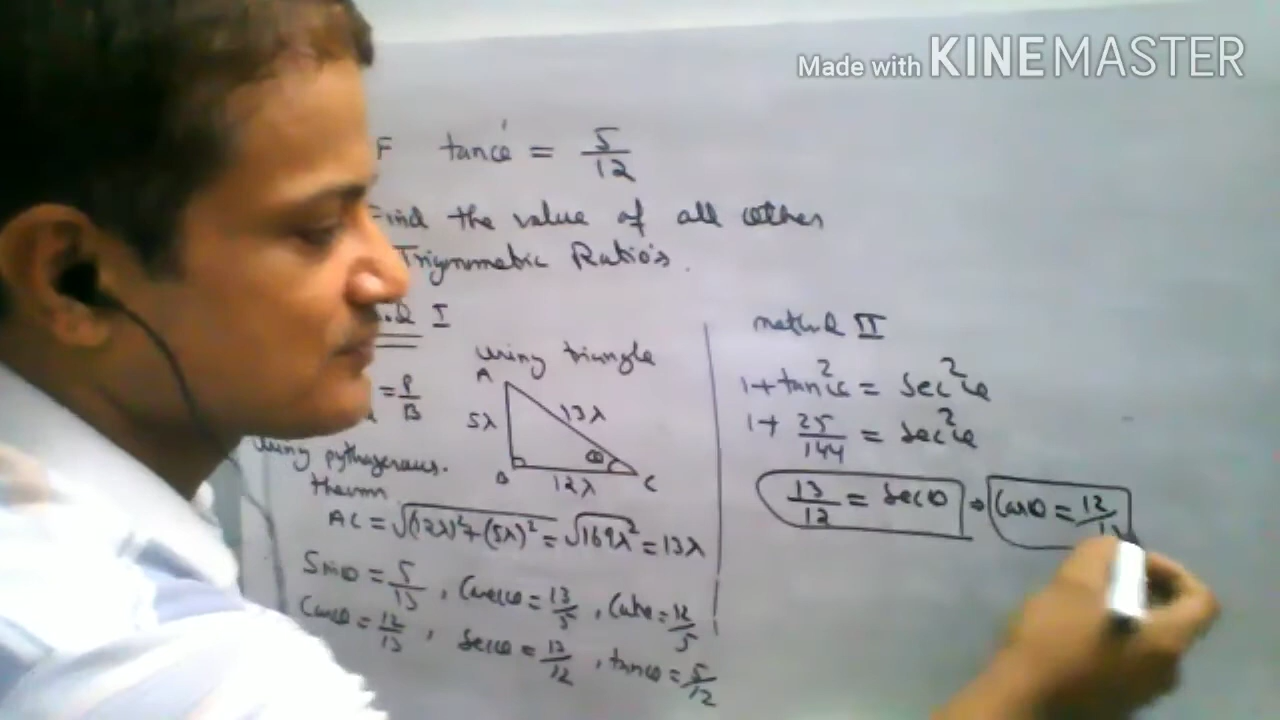 Made with KINEMASTER
F tanθ = 5/12
Find the value of all other
Trignmetric Ratio's.
I
using triangle
A
5λ
13λ
θ
B
12λ
C
= P/B
using pythagorus.
therm
AC = √(12λ)²+(5λ)² = √169λ² = 13λ
Sinθ = 5/13, Cosecθ = 13/5, Cotθ = 12/5
Cosθ = 12/13, Secθ = 13/12, tanθ = 5/12
method II
1+tan²θ = Sec²θ
1+ 25/144 = Sec²θ
13/12 = Secθ ⇒ Cosθ = 12/13